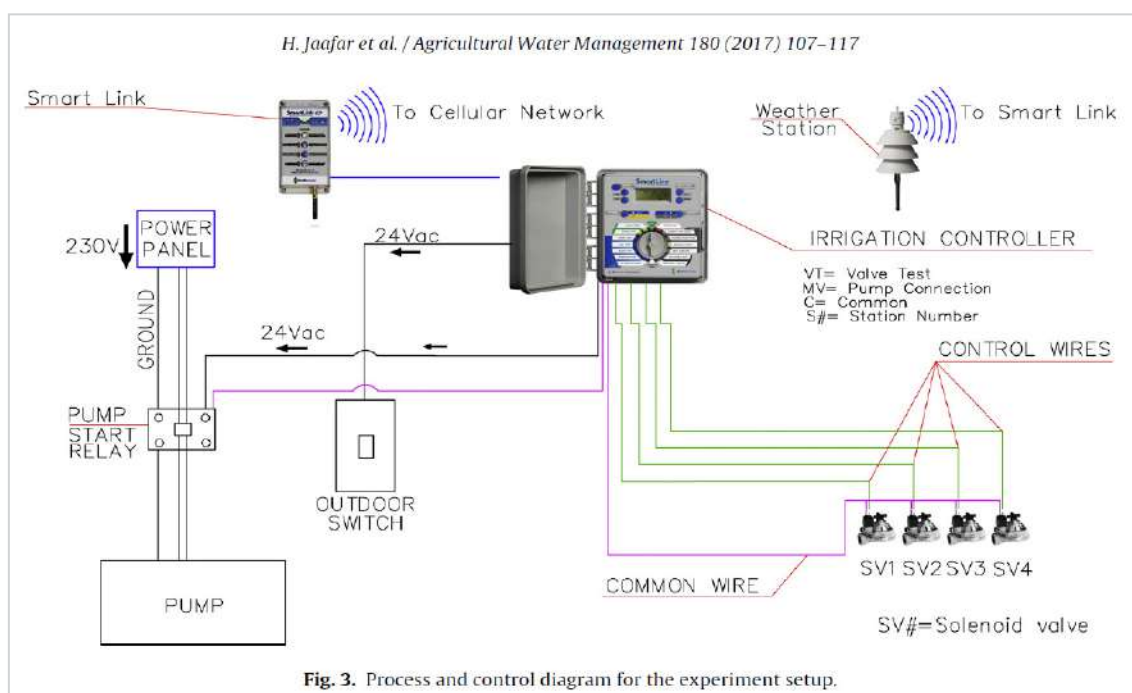 H. Jaafar et al. / Agricultural Water Management 180 (2017) 107–117
Smart Link
To Cellular Network
Weather
Station
To Smart Link
SmartLink
SmartLink
230V
POWER
PANEL
24Vac
IRRIGATION CONTROLLER
VT= Valve Test
MV= Pump Connection
C= Common
S#= Station Number
GROUND
24Vac
CONTROL WIRES
PUMP
START
RELAY
OUTDOOR
SWITCH
SV1 SV2 SV3 SV4
COMMON WIRE
PUMP
SV#=Solenoid valve
Fig. 3. Process and control diagram for the experiment setup.